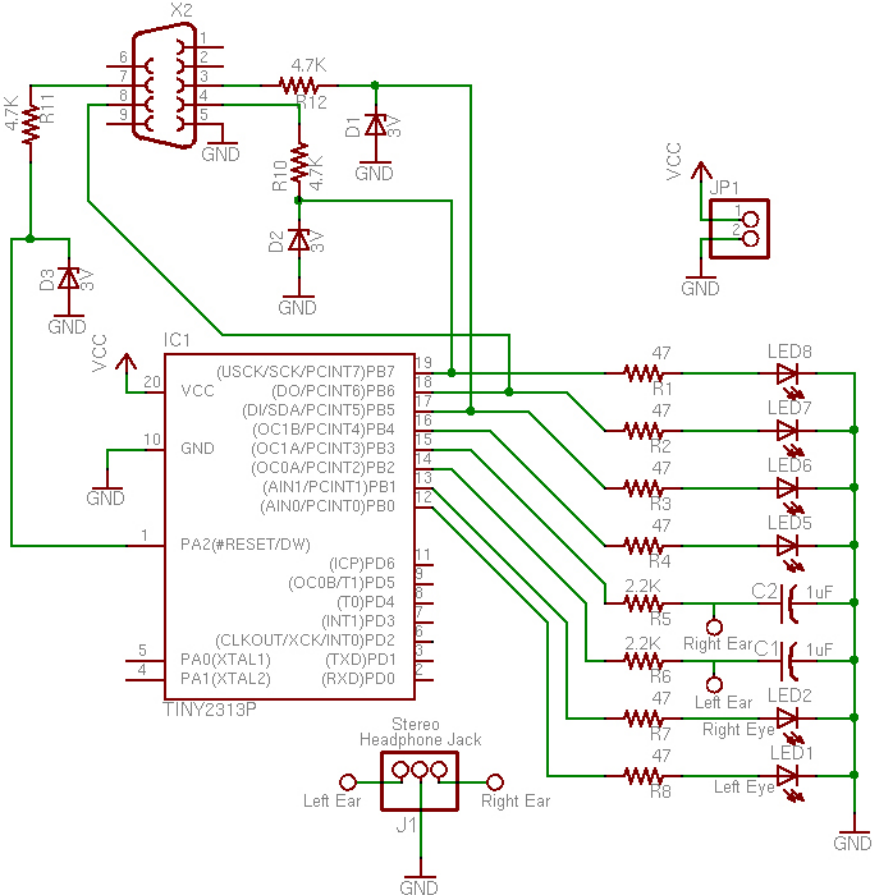 X2
1
6
2
7
3
8
4
9
5
GND
4.7K
R11
4.7K
R12
D1
3V
GND
R10
4.7K
D2
3V
GND
D3
3V
GND
VCC
JP1
1
2
GND
IC1
VCC
20
VCC
10
GND
GND
1
PA2(#RESET/DW)
5
PA0(XTAL1)
4
PA1(XTAL2)
(USCK/SCK/PCINT7)PB7
19
(DO/PCINT6)PB6
18
(DI/SDA/PCINT5)PB5
17
(OC1B/PCINT4)PB4
16
(OC1A/PCINT3)PB3
15
(OC0A/PCINT2)PB2
14
(AIN1/PCINT1)PB1
13
(AIN0/PCINT0)PB0
12
(ICP)PD6
11
(OC0B/T1)PD5
9
(T0)PD4
8
(INT1)PD3
7
(CLKOUT/XCK/INT0)PD2
6
(TXD)PD1
3
(RXD)PD0
2
TINY2313P
47
R1
LED8
47
R2
LED7
47
R3
LED6
47
R4
LED5
2.2K
R5
Right Ear
C2
1uF
2.2K
R6
Left Ear
C1
1uF
47
R7
Right Eye
LED2
47
R8
Left Eye
LED1
GND
Stereo
Headphone Jack
Left Ear
Right Ear
J1
GND